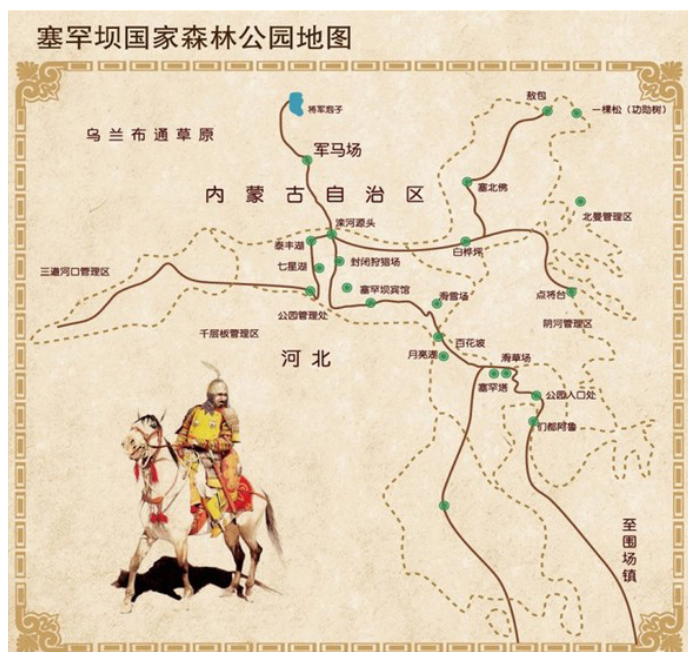 塞罕坝国家森林公园地图
将军泡子
敖包
一棵松（功勋树）
乌兰布通草原
军马场
塞北佛
内蒙古自治区
北曼管理区
滦河源头
泰丰湖
白桦坪
七星湖
封闭狩猎场
三道河口管理区
塞罕坝宾馆
滑雪场
点将台
公园管理处
阴河管理区
千层板管理区
百花坡
河北
月亮湖
滑草场
塞罕塔
公园入口处
们都阿鲁
至围场镇